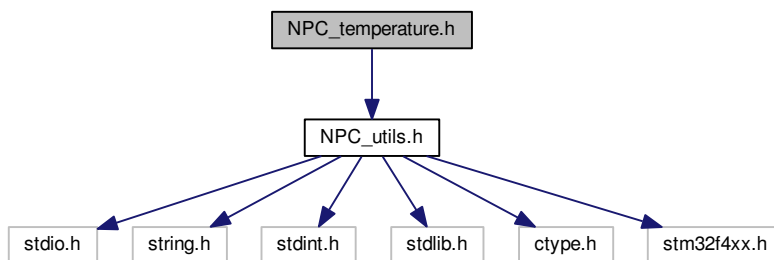 NPC_temperature.h
NPC_utils.h
stdio.h
string.h
stdint.h
stdlib.h
ctype.h
stm32f4xx.h